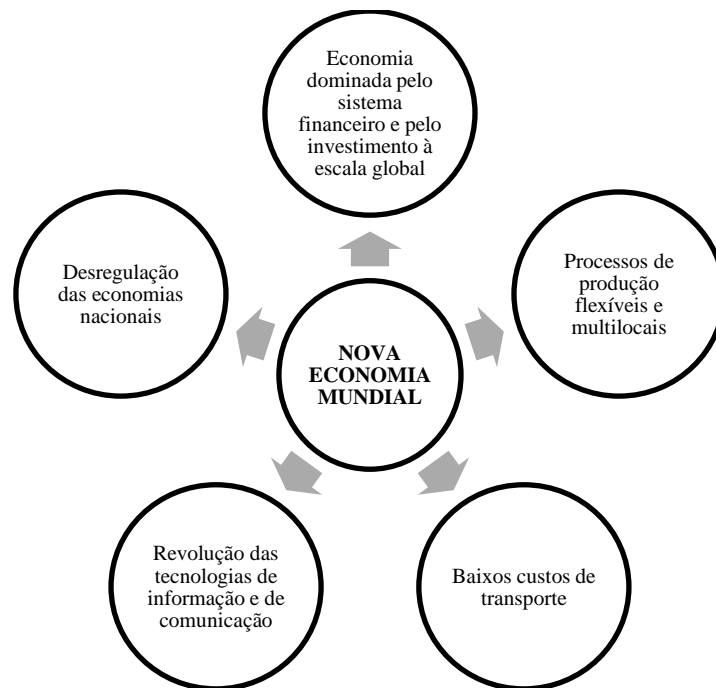 Economia
dominada pelo
sistema
financeiro e pelo
investimento à
escala global
Desregulação
das economias
nacionais
Processos de
produção
flexíveis e
multilocais
NOVA
ECONOMIA
MUNDIAL
Revolução das
tecnologias de
informação e de
comunicação
Baixos custos de
transporte